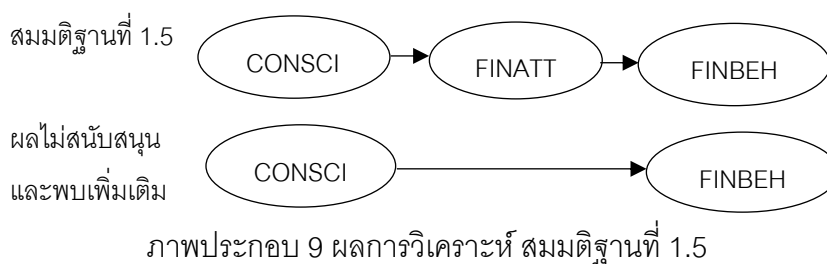 สมมติฐานที่ 1.5
CONSCI FINATT FINBEH
ผลไม่สนับสนุน
และพบเพิ่มเติม
CONSCI FINBEH
ภาพประกอบ 9 ผลการวิเคราะห์ สมมติฐานที่ 1.5